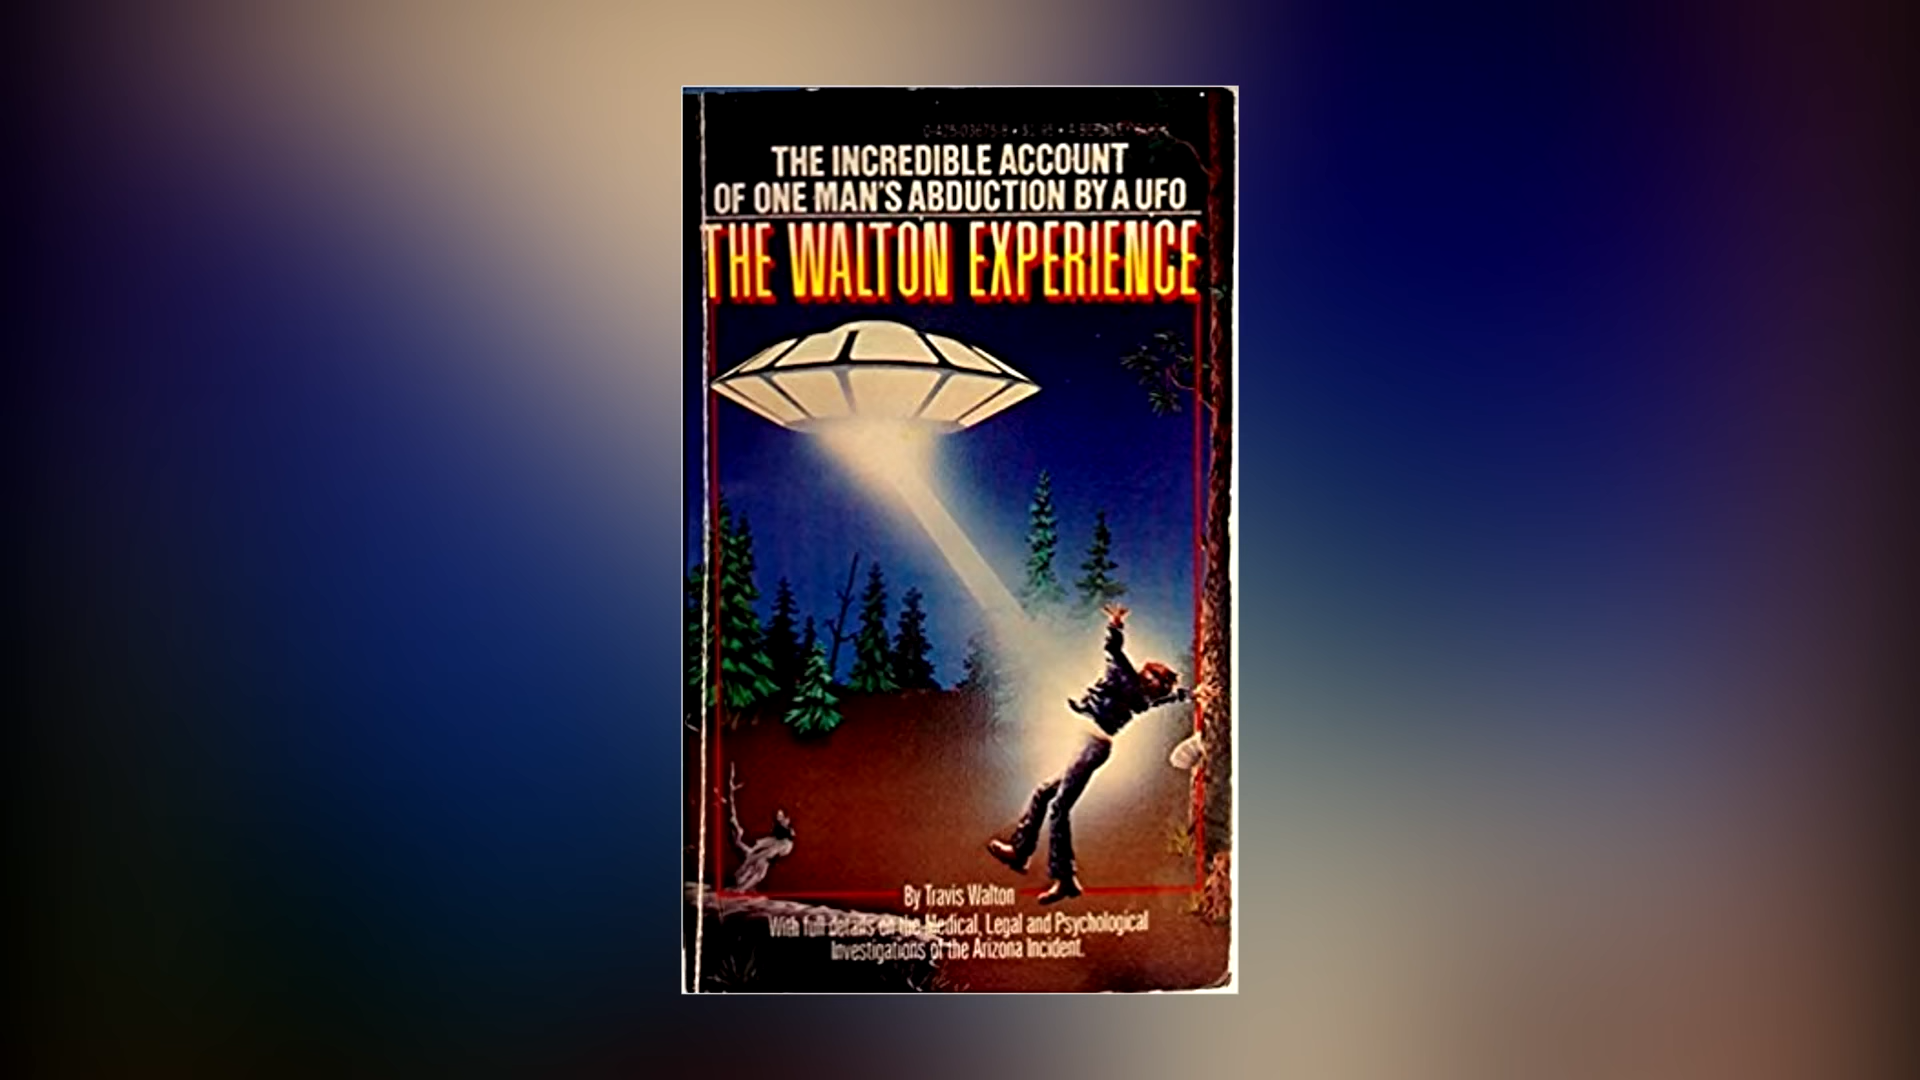 THE INCREDIBLE ACCOUNT
OF ONE MAN'S ABDUCTION BY A UFO
THE WALTON EXPERIENCE
By Travis Walton
With full details on the Medical, Legal and Psychological
Investigations of the Arizona Incident.